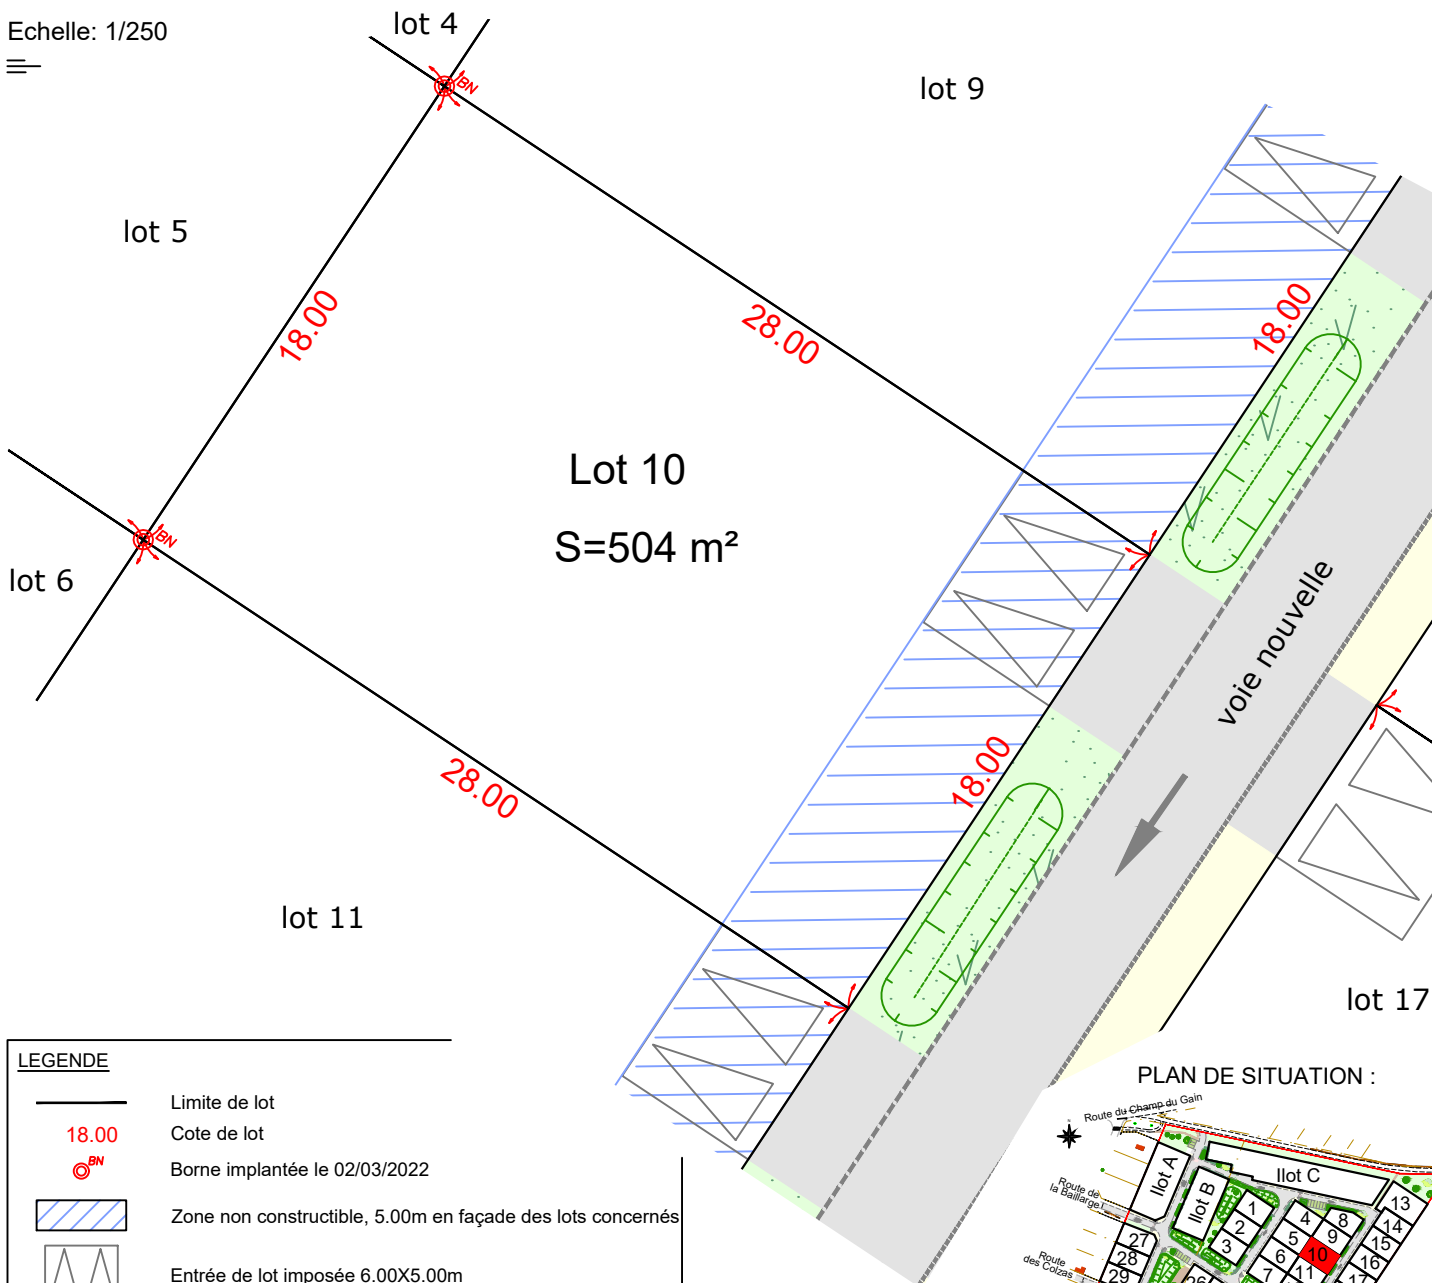 Echelle: 1/250
lot 4
BN
lot 9
lot 5
18.00
28.00
18.00
Lot 10
S=504 m²
BN
lot 6
voie nouvelle
18.00
28.00
lot 11
lot 17
LEGENDE
Limite de lot
18.00
Cote de lot
BN
Borne implantée le 02/03/2022
Zone non constructible, 5.00m en façade des lots concernés
Entrée de lot imposée 6.00X5.00m
PLAN DE SITUATION :
Route du Champ du Gain
Route de
la Baillarge
Route
des Colzas
Ilot A
Ilot B
Ilot C
1
2
3
4
5
6
7
8
9
10
11
13
14
15
16
17
26
27
28
29